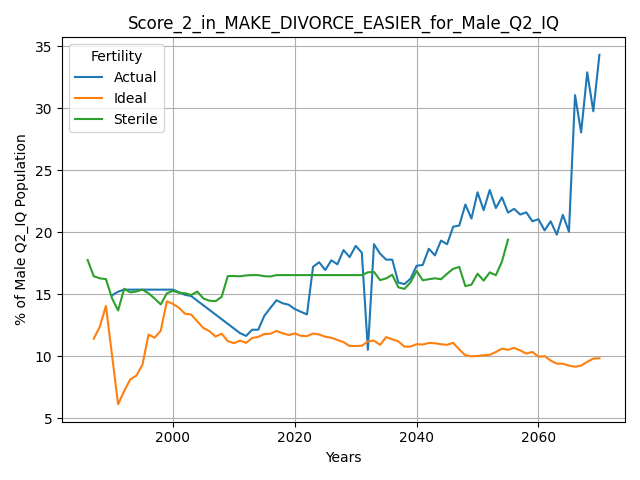 Score_2_in_MAKE_DIVORCE_EASIER_for_Male_Q2_IQ
Fertility
Actual
Ideal
Sterile
% of Male Q2_IQ Population
35
30
25
20
15
10
5
2000
2020
2040
2060
Years